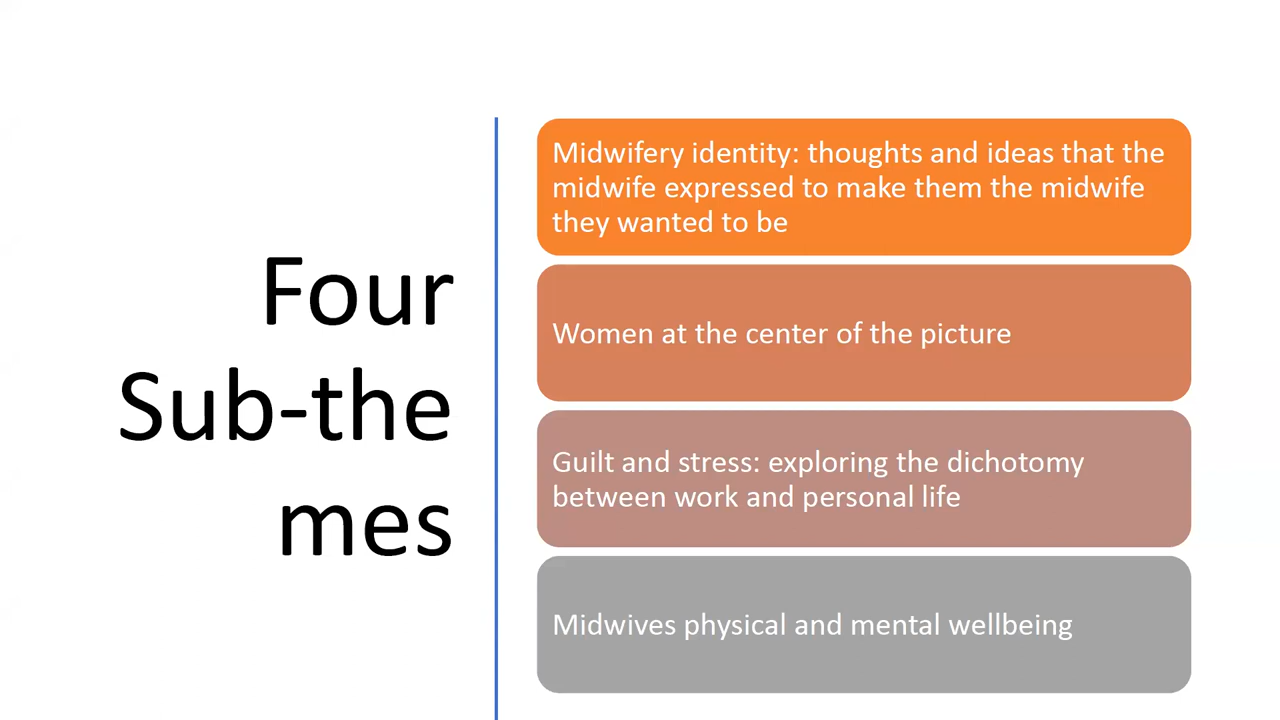 Four
Sub-the
mes
Midwifery identity: thoughts and ideas that the
midwife expressed to make them the midwife
they wanted to be
Women at the center of the picture
Guilt and stress: exploring the dichotomy
between work and personal life
Midwives physical and mental wellbeing